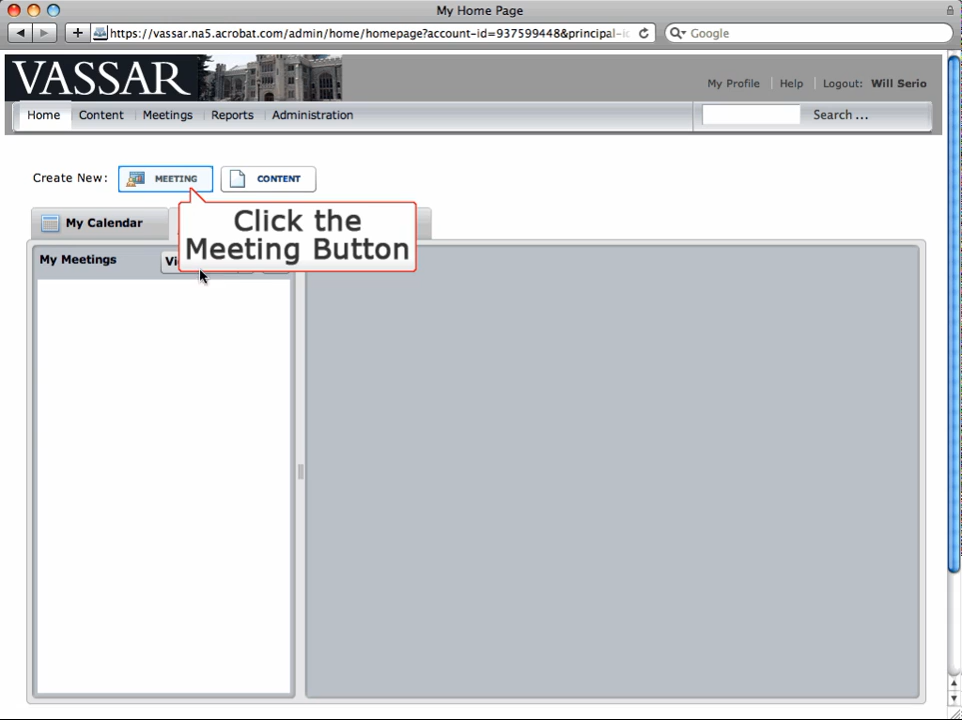 My Home Page
https://vassar.na5.acrobat.com/admin/home/homepage?account-id=937599448&principal-i
Google
VASSAR
My Profile Help Logout: Will Serio
Home Content Meetings Reports Administration Search ...
Create New: MEETING CONTENT
Click the
Meeting Button
My Calendar
My Meetings Vi